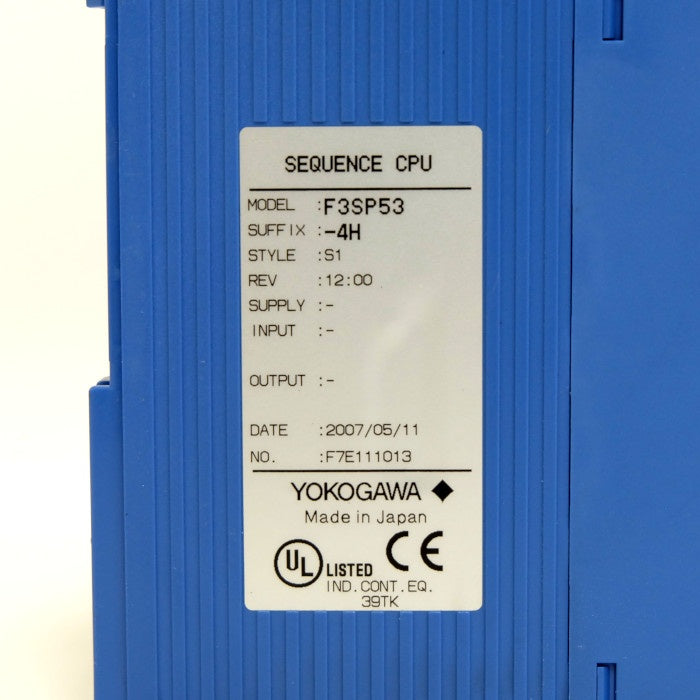 SEQUENCE CPU
MODEL :F3SP53
SUFFIX :-4H
STYLE :S1
REV :12:00
SUPPLY :-
INPUT :-
OUTPUT :-
DATE :2007/05/11
NO. :F7E111013
YOKOGAWA ◆
Made in Japan
UL LISTED CE
IND.CONT.EQ.
39TK